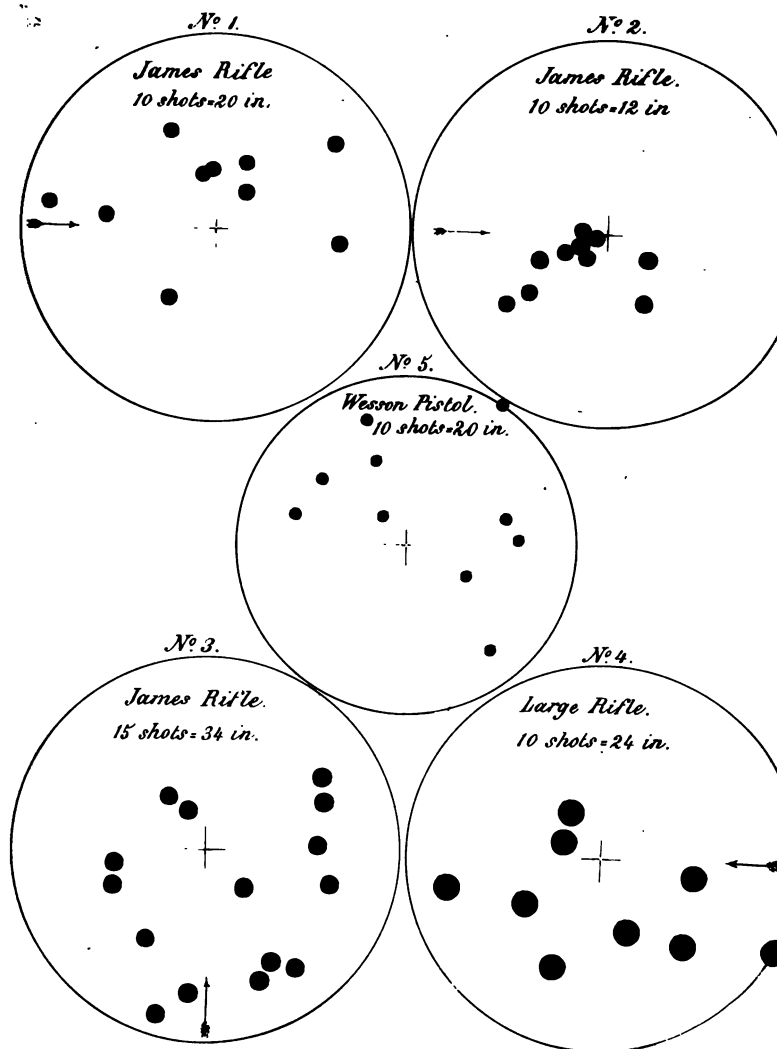 Nº 1.
James Rifle
10 shots=20 in.
Nº 2.
James Rifle.
10 shots=12 in
Nº 5.
Wesson Pistol.
10 shots=20 in.
Nº 3.
James Rifle.
15 shots=34 in.
Nº 4.
Large Rifle.
10 shots=24 in.